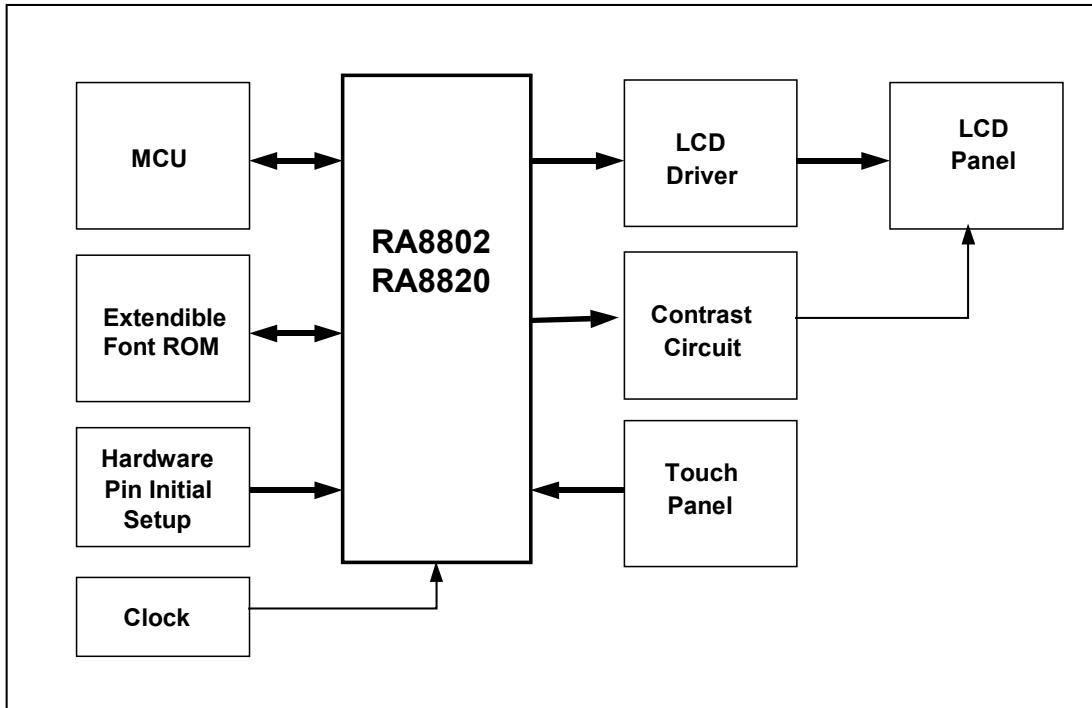 MCU
Extendible
Font ROM
Hardware
Pin Initial
Setup
Clock
RA8802
RA8820
LCD
Driver
Contrast
Circuit
Touch
Panel
LCD
Panel